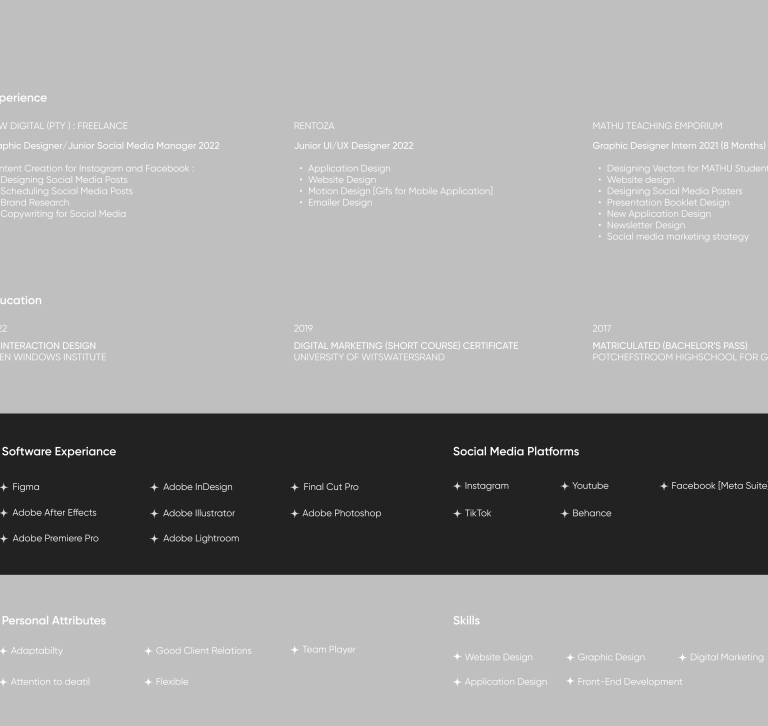 perience
W DIGITAL (PTY ) : FREELANCE
aphic Designer/Junior Social Media Manager 2022
ntent Creation for Instogram and Facebook :
Designing Social Media Posts
Scheduling Social Media Posts
Brand Research
Copywriting for Social Media
RENTOZA
Junior UI/UX Designer 2022
• Application Design
• Website Design
• Motion Design [Gifs for Mobile Application]
• Emailer Design
MATHU TEACHING EMPORIUM
Graphic Designer Intern 2021 (8 Months)
• Designing Vectors for MATHU Student
• Website design
• Designing Social Media Posters
• Presentation Booklet Design
• New Application Design
• Newsletter Design
• Social media marketing strategy
ucation
22
INTERACTION DESIGN
EN WINDOWS INSTITUTE
2019
DIGITAL MARKETING (SHORT COURSE) CERTIFICATE
UNIVERSITY OF WITSWATERSRAND
2017
MATRICULATED (BACHELOR'S PASS)
POTCHEFSTROOM HIGHSCHOOL FOR G
Software Experiance
Figma
Adobe InDesign
Final Cut Pro
Adobe After Effects
Adobe Illustrator
Adobe Photoshop
Adobe Premiere Pro
Adobe Lightroom
Social Media Platforms
Instagram
Youtube
Facebook [Meta Suite
TikTok
Behance
Personal Attributes
Adaptabilty
Good Client Relations
Team Player
Attention to deatil
Flexible
Skills
Website Design
Graphic Design
Digital Marketing
Application Design
Front-End Development